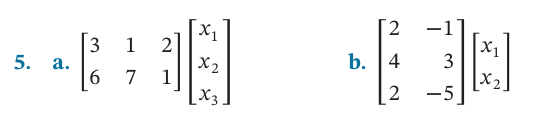 5. a. [3 1 2; 6 7 1] [x₁; x₂; x₃] b. [2 −1; 4 3; 2 −5] [x₁; x₂]